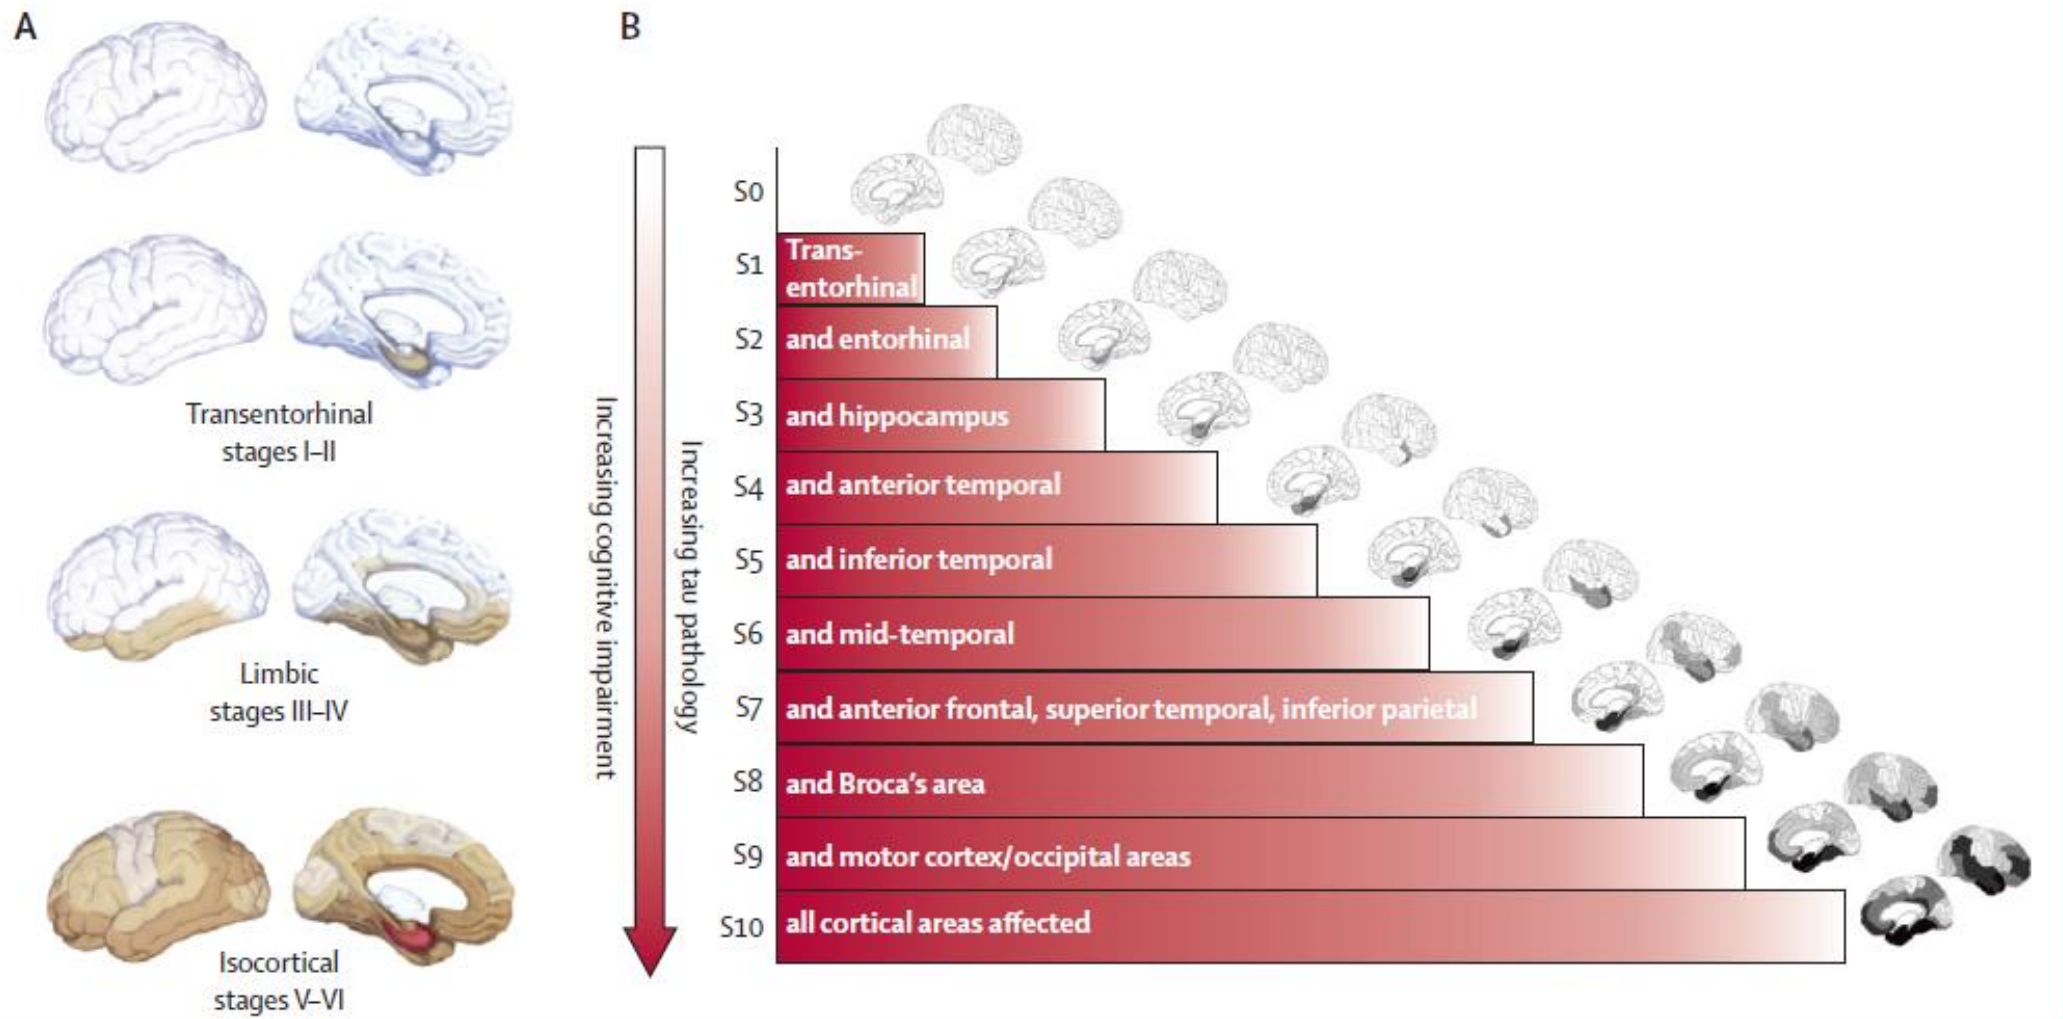 A
Transentorhinal
stages I–II
Limbic
stages III–IV
Isocortical
stages V–VI
B
Increasing cognitive impairment
Increasing tau pathology
S0
S1
Trans-
entorhinal
S2
and entorhinal
S3
and hippocampus
S4
and anterior temporal
S5
and inferior temporal
S6
and mid-temporal
S7
and anterior frontal, superior temporal, inferior parietal
S8
and Broca's area
S9
and motor cortex/occipital areas
S10
all cortical areas affected